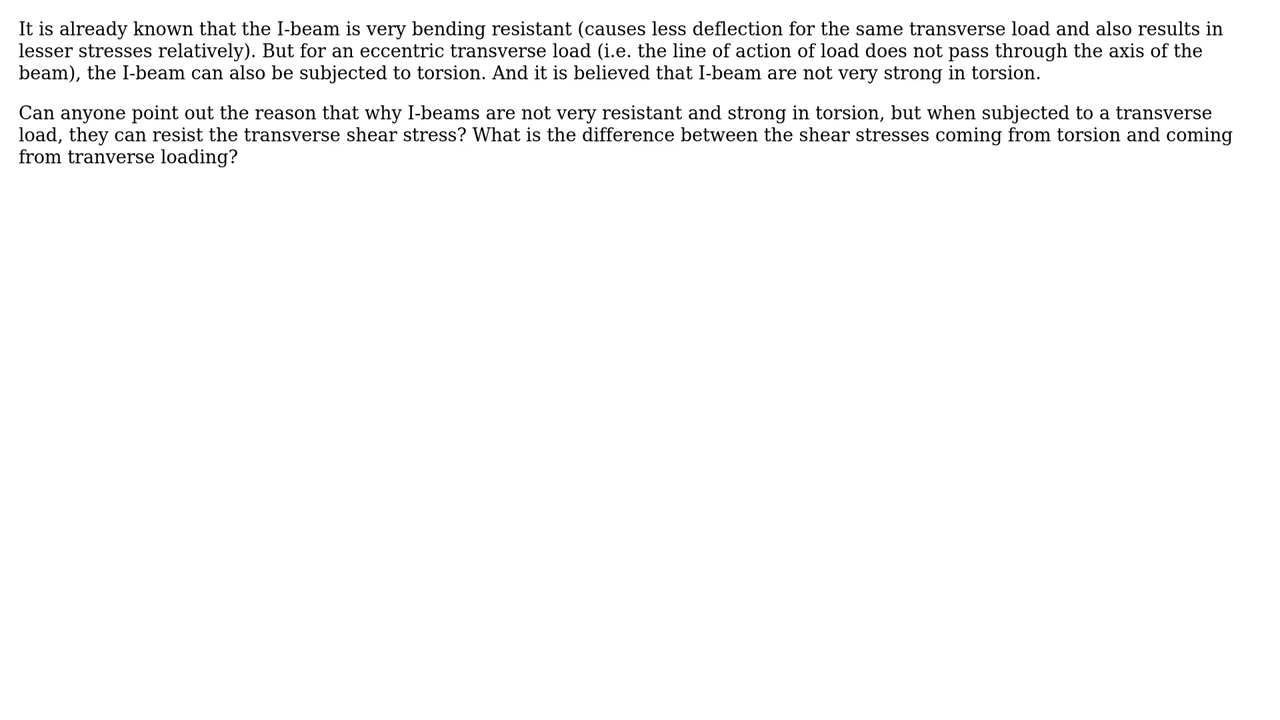 It is already known that the I-beam is very bending resistant (causes less deflection for the same transverse load and also results in
lesser stresses relatively). But for an eccentric transverse load (i.e. the line of action of load does not pass through the axis of the
beam), the I-beam can also be subjected to torsion. And it is believed that I-beam are not very strong in torsion.
Can anyone point out the reason that why I-beams are not very resistant and strong in torsion, but when subjected to a transverse
load, they can resist the transverse shear stress? What is the difference between the shear stresses coming from torsion and coming
from tranverse loading?